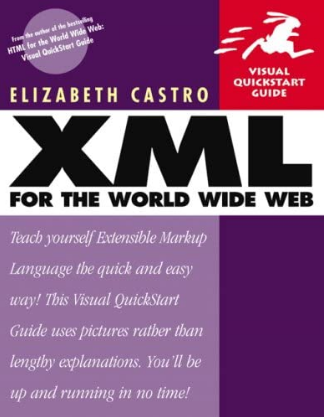 From the author of the bestselling
HTML for the World Wide Web:
Visual QuickStart Guide
VISUAL
QUICKSTART
GUIDE
ELIZABETH CASTRO
XML
FOR THE WORLD WIDE WEB
Teach yourself Extensible Markup
Language the quick and easy
way! This Visual QuickStart
Guide uses pictures rather than
lengthy explanations. You'll be
up and running in no time!